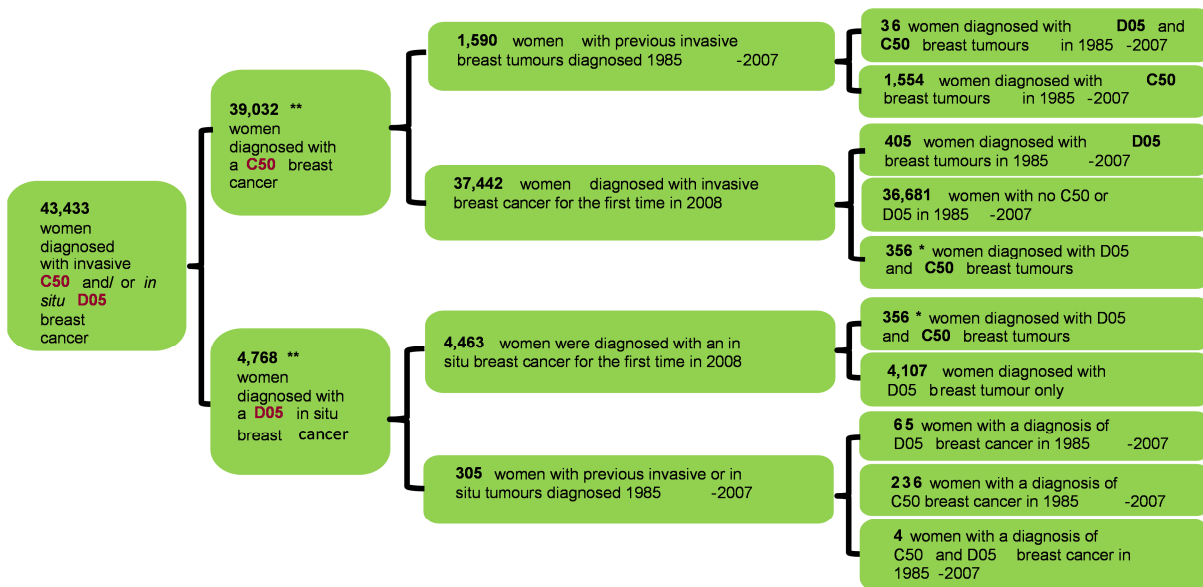 43,433
women
diagnosed
with invasive
C50 and/ or in
situ D05
breast
cancer
39,032 **
women
diagnosed with
a C50 breast
cancer
4,768 **
women
diagnosed with
a D05 in situ
breast cancer
1,590 women with previous invasive
breast tumours diagnosed 1985 -2007
37,442 women diagnosed with invasive
breast cancer for the first time in 2008
4,463 women were diagnosed with an in
situ breast cancer for the first time in 2008
305 women with previous invasive or in
situ tumours diagnosed 1985 -2007
36 women diagnosed with D05 and
C50 breast tumours in 1985 -2007
1,554 women diagnosed with C50
breast tumours in 1985 -2007
405 women diagnosed with D05
breast tumours in 1985 -2007
36,681 women with no C50 or
D05 in 1985 -2007
356 * women diagnosed with D05
and C50 breast tumours
356 * women diagnosed with D05
and C50 breast tumours
4,107 women diagnosed with
D05 breast tumour only
65 women with a diagnosis of
D05 breast cancer in 1985 -2007
236 women with a diagnosis of
C50 breast cancer in 1985 -2007
4 women with a diagnosis of
C50 and D05 breast cancer in
1985 -2007